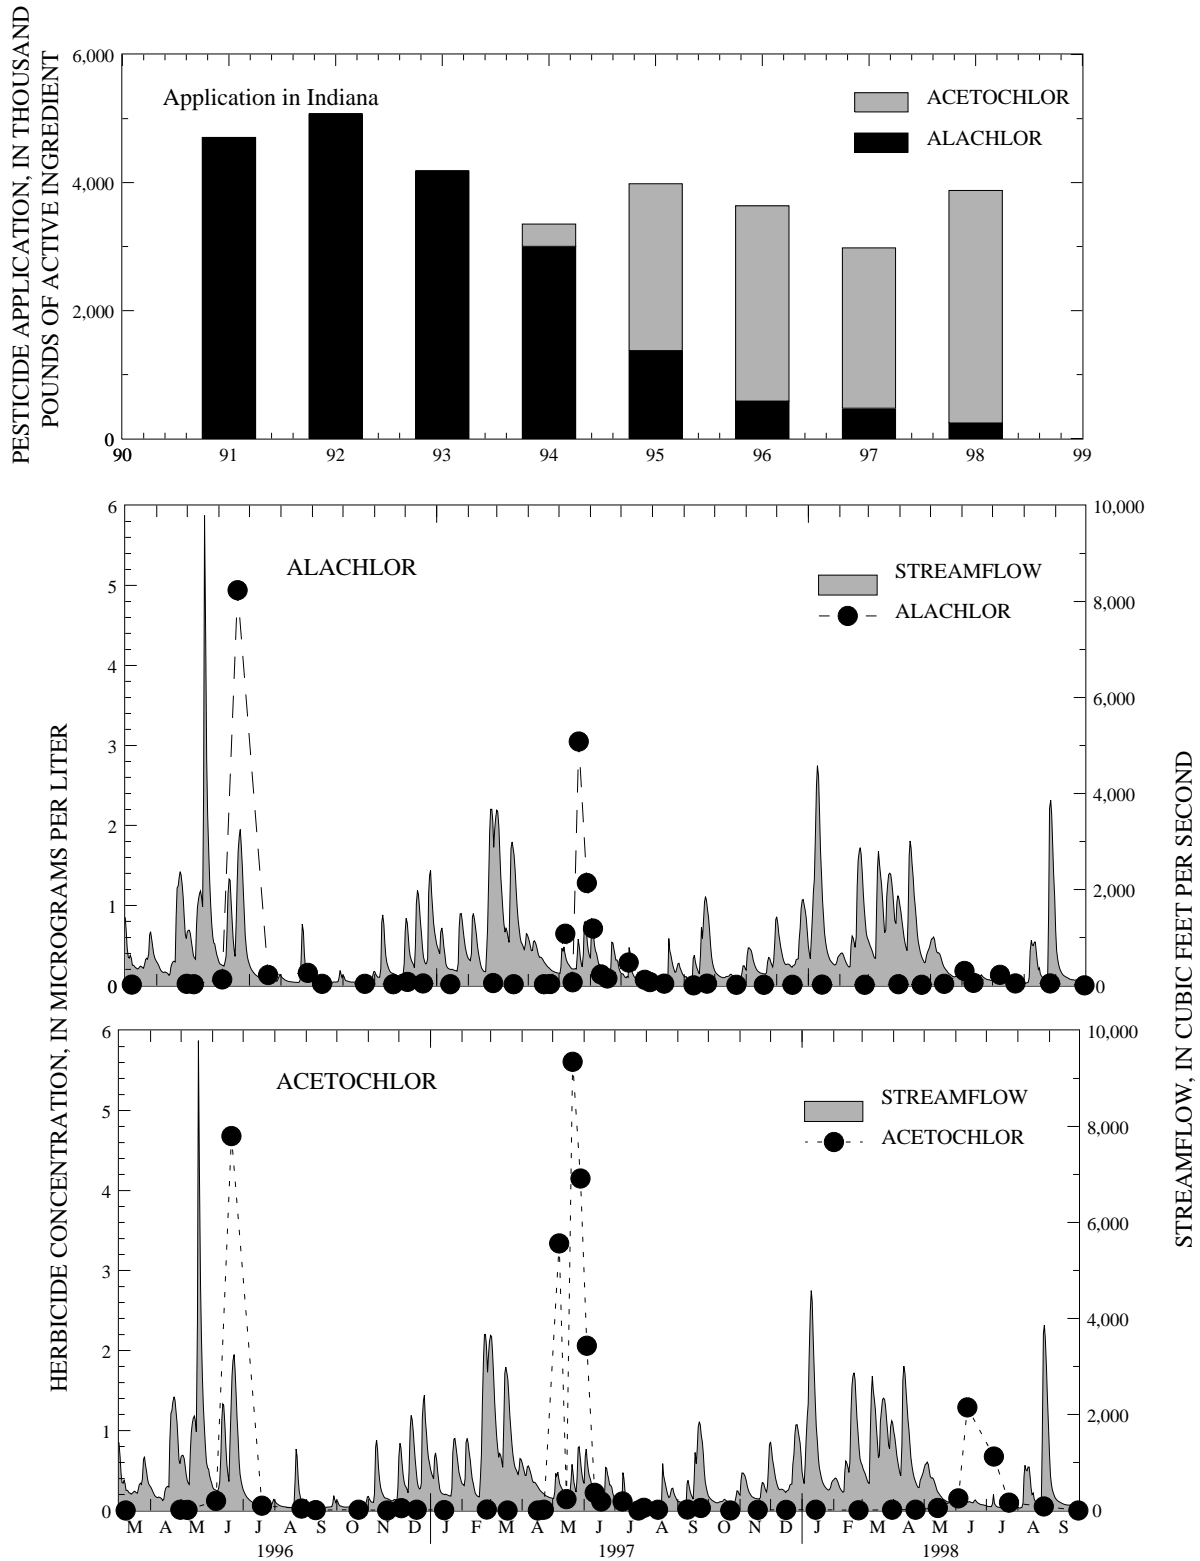 PESTICIDE APPLICATION, IN THOUSAND
POUNDS OF ACTIVE INGREDIENT
6,000
4,000
2,000
0
Application in Indiana
ACETOCHLOR
ALACHLOR
90 91 92 93 94 95 96 97 98 99
HERBICIDE CONCENTRATION, IN MICROGRAMS PER LITER
6
5
4
3
2
1
0
ALACHLOR
STREAMFLOW
ALACHLOR
10,000
8,000
6,000
4,000
2,000
0
STREAMFLOW, IN CUBIC FEET PER SECOND
6
5
4
3
2
1
0
ACETOCHLOR
STREAMFLOW
ACETOCHLOR
10,000
8,000
6,000
4,000
2,000
0
M A M J J A S O N D J F M A M J J A S O N D J F M A M J J A S
1996 1997 1998